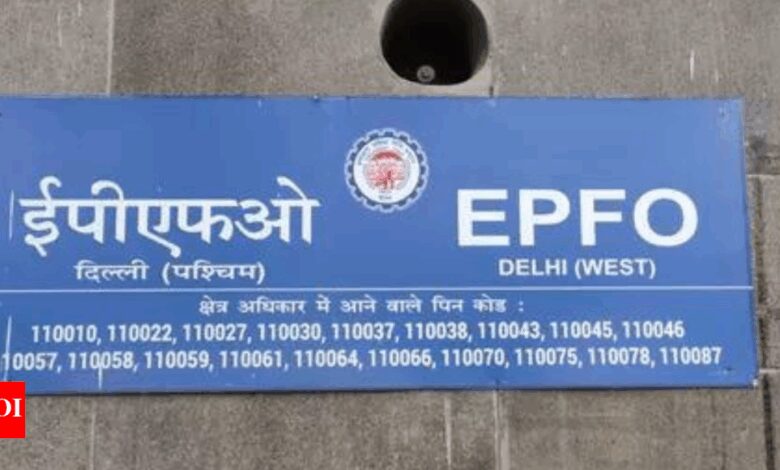 ईपीएफओ
EPFO
दिल्ली (पश्चिम)
DELHI (WEST)
क्षेत्र अधिकार में आने वाले पिन कोड :
110010, 110022, 110027, 110030, 110037, 110038, 110043, 110045, 110046
10057, 110058, 110059, 110061, 110064, 110066, 110070, 110075, 110078, 110087
OI